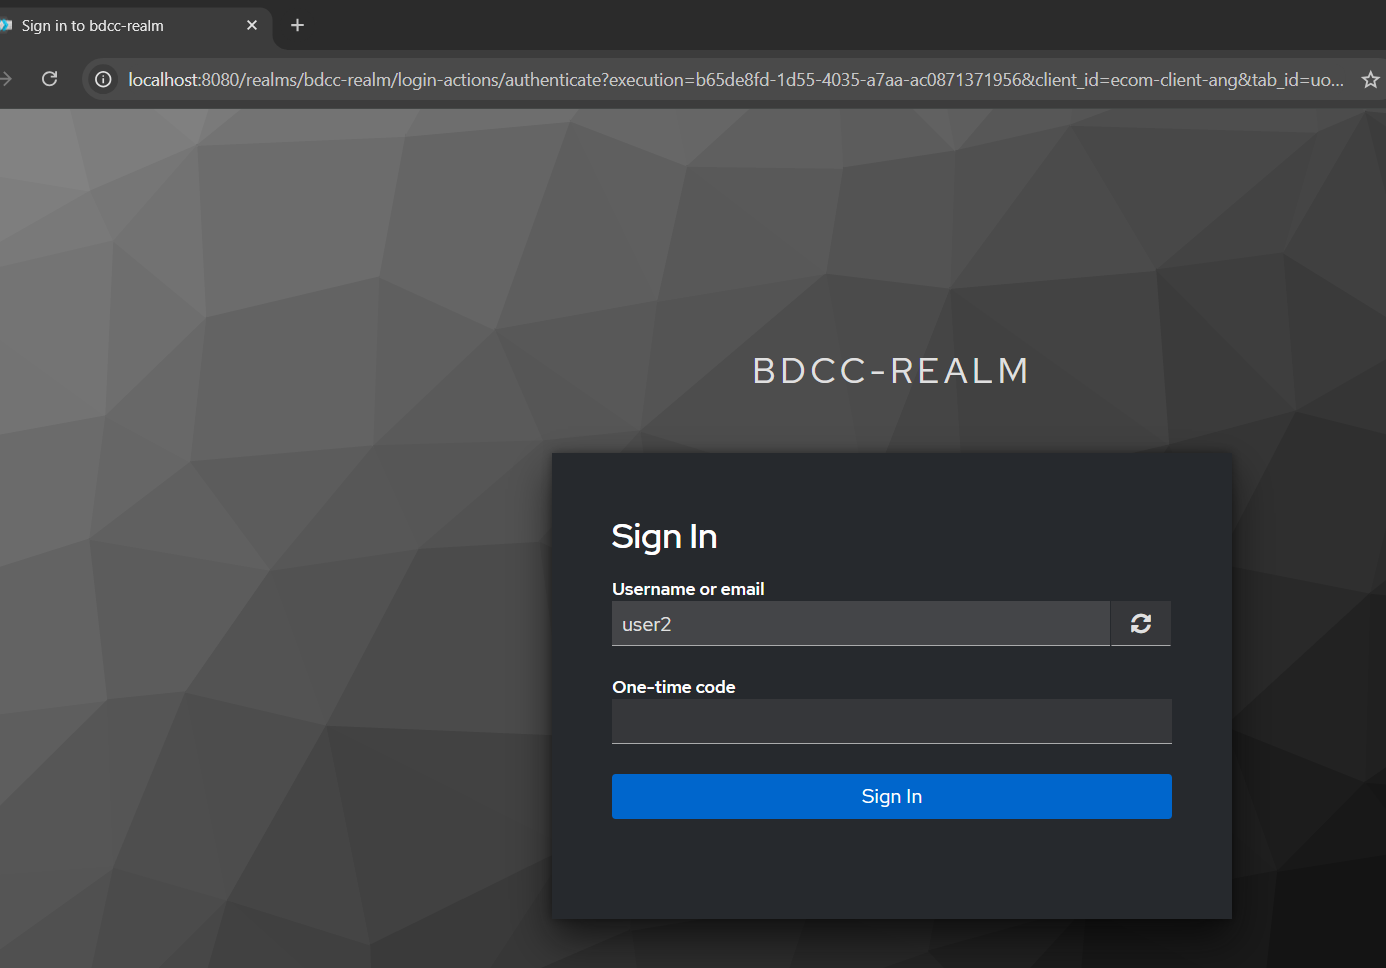 Sign in to bdcc-realm
localhost:8080/realms/bdcc-realm/login-actions/authenticate?execution=b65de8fd-1d55-4035-a7aa-ac0871371956&client_id=ecom-client-ang&tab_id=uo...
BDCC-REALM
Sign In
Username or email
user2
One-time code
Sign In